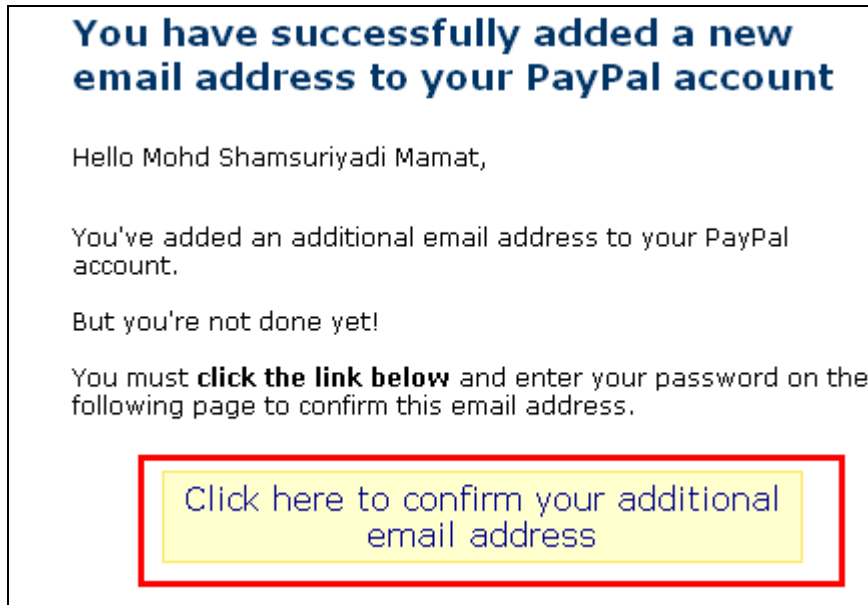 You have successfully added a new
email address to your PayPal account
Hello Mohd Shamsuriyadi Mamat,
You've added an additional email address to your PayPal
account.
But you're not done yet!
You must click the link below and enter your password on the
following page to confirm this email address.
Click here to confirm your additional
email address